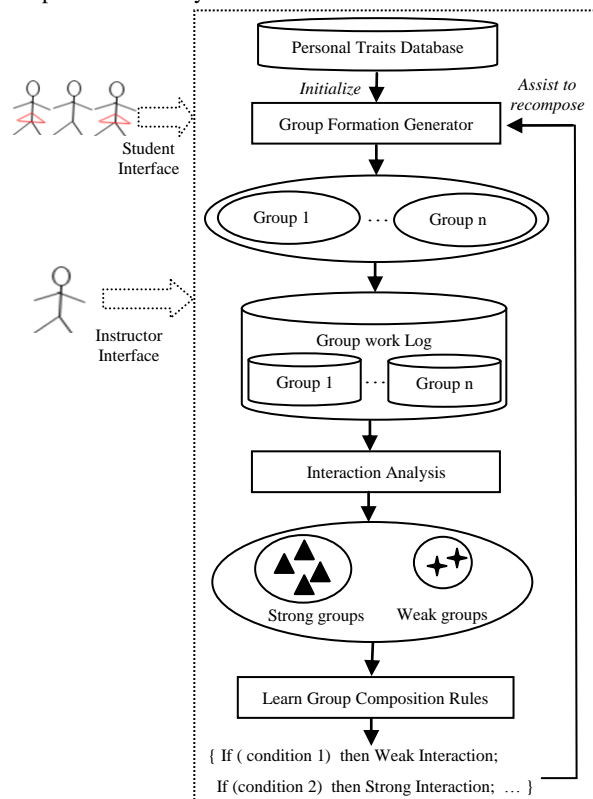 Personal Traits Database
Initialize
Assist to
recompose
Group Formation Generator
Student
Interface
Group 1
…
Group n
Instructor
Interface
Group work Log
Group 1
…
Group n
Interaction Analysis
Strong groups
Weak groups
Learn Group Composition Rules
{ If ( condition 1) then Weak Interaction;
If (condition 2) then Strong Interaction; … }